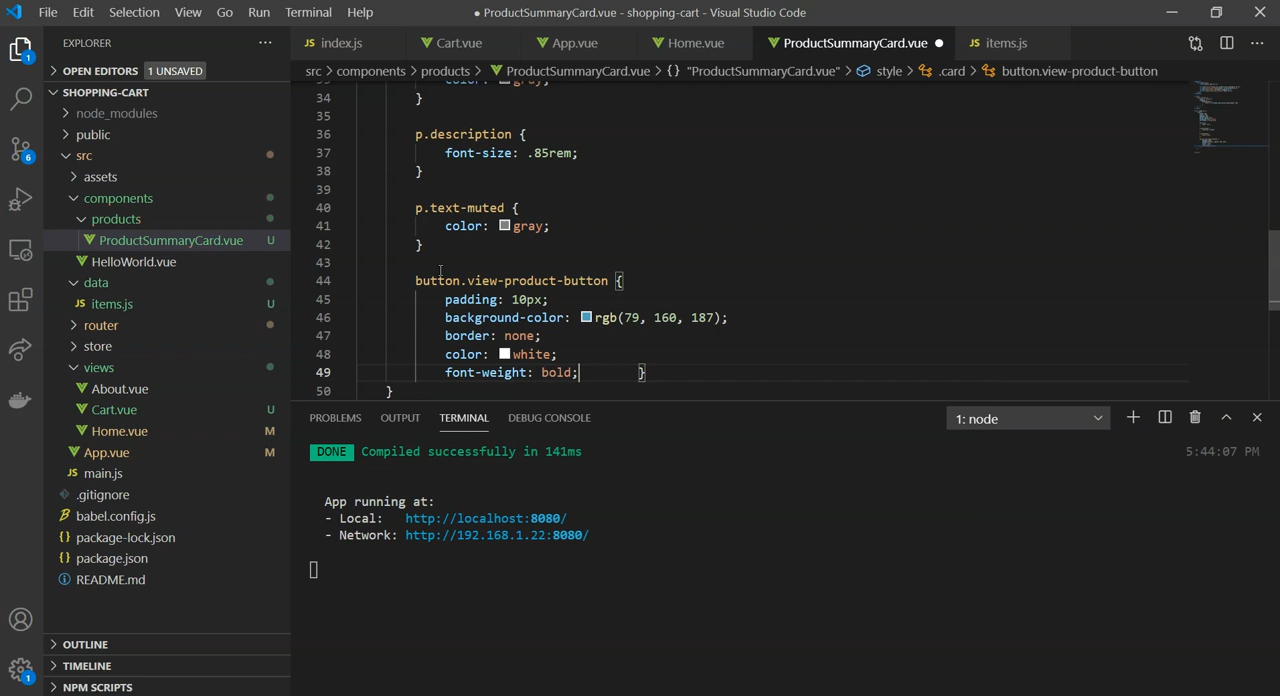 File Edit Selection View Go Run Terminal Help
● ProductSummaryCard.vue - shopping-cart - Visual Studio Code
EXPLORER
JS index.js
Cart.vue
App.vue
Home.vue
ProductSummaryCard.vue ●
JS items.js
OPEN EDITORS 1 UNSAVED
src > components > products > ProductSummaryCard.vue > {} "ProductSummaryCard.vue" > style > .card > button.view-product-button
SHOPPING-CART
node_modules
public
src
assets
components
products
ProductSummaryCard.vue U
HelloWorld.vue
data
JS items.js U
router
store
views
About.vue
Cart.vue U
Home.vue M
App.vue M
JS main.js
.gitignore
babel.config.js
{} package-lock.json
{} package.json
README.md
OUTLINE
TIMELINE
NPM SCRIPTS
1
6
1
34 }
35
36 p.description {
37 font-size: .85rem;
38 }
39
40 p.text-muted {
41 color: gray;
42 }
43
44 button.view-product-button {
45 padding: 10px;
46 background-color: rgb(79, 160, 187);
47 border: none;
48 color: white;
49 font-weight: bold; }
50 }
PROBLEMS OUTPUT TERMINAL DEBUG CONSOLE
1: node
DONE Compiled successfully in 141ms 5:44:07 PM
App running at:
- Local: http://localhost:8080/
- Network: http://192.168.1.22:8080/